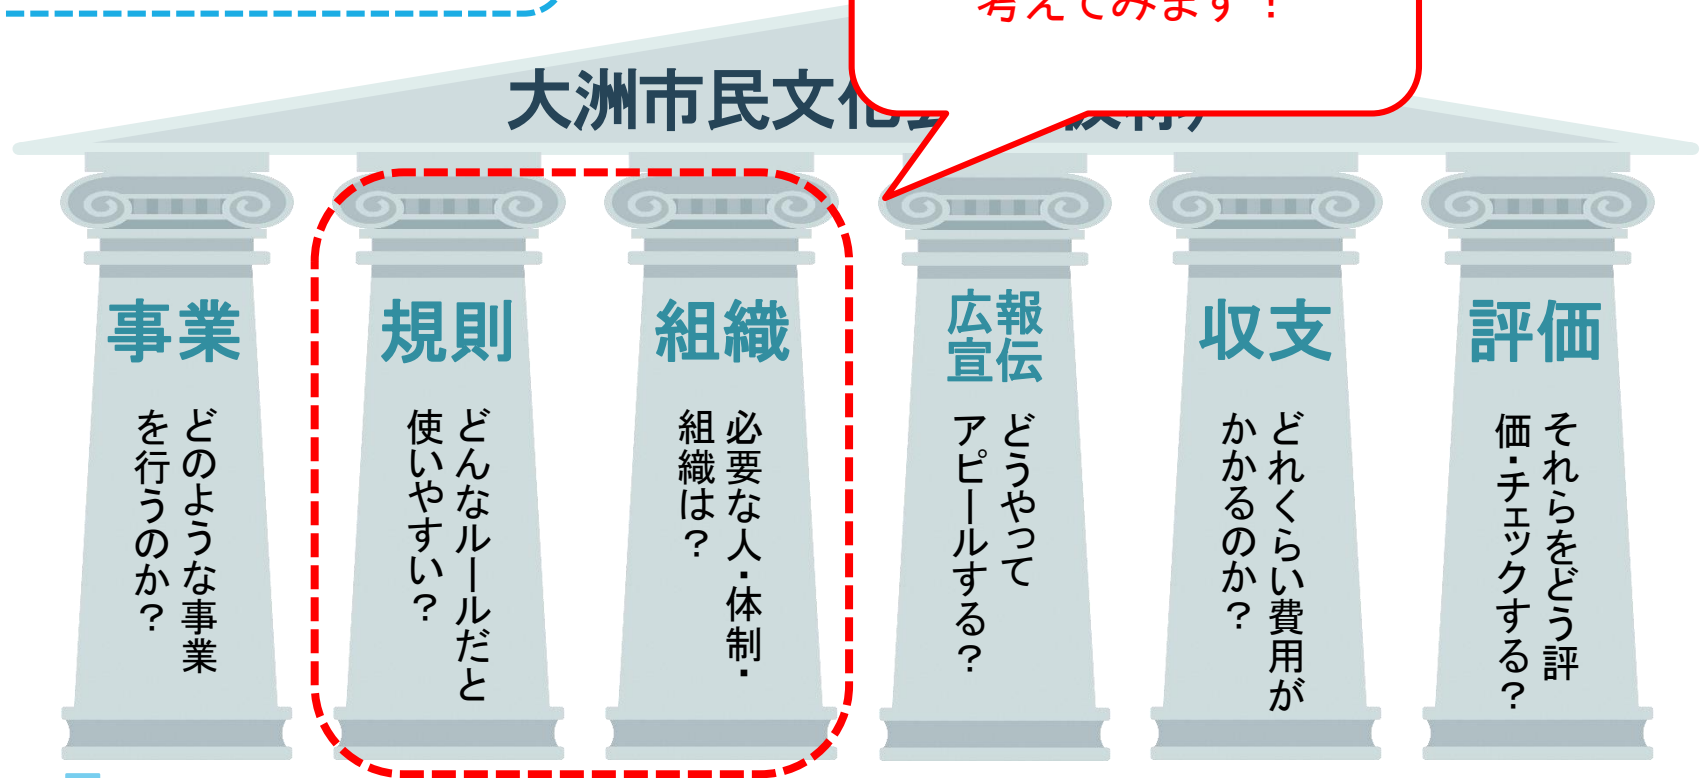 考えてみます！
大洲市民文化会
事業
どのような事業
を行うのか？
規則
どんなルールだと
使いやすい？
組織
必要な人・体制・
組織は？
広報
宣伝
どうやって
アピールする？
収支
どれくらい費用が
かかるのか？
評価
それらをどう評
価・チェックする？